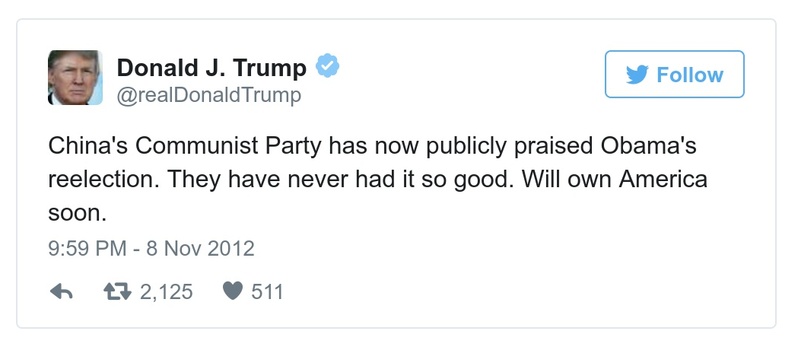 Donald J. Trump
@realDonaldTrump
Follow
China's Communist Party has now publicly praised Obama's
reelection. They have never had it so good. Will own America
soon.
9:59 PM - 8 Nov 2012
2,125 511